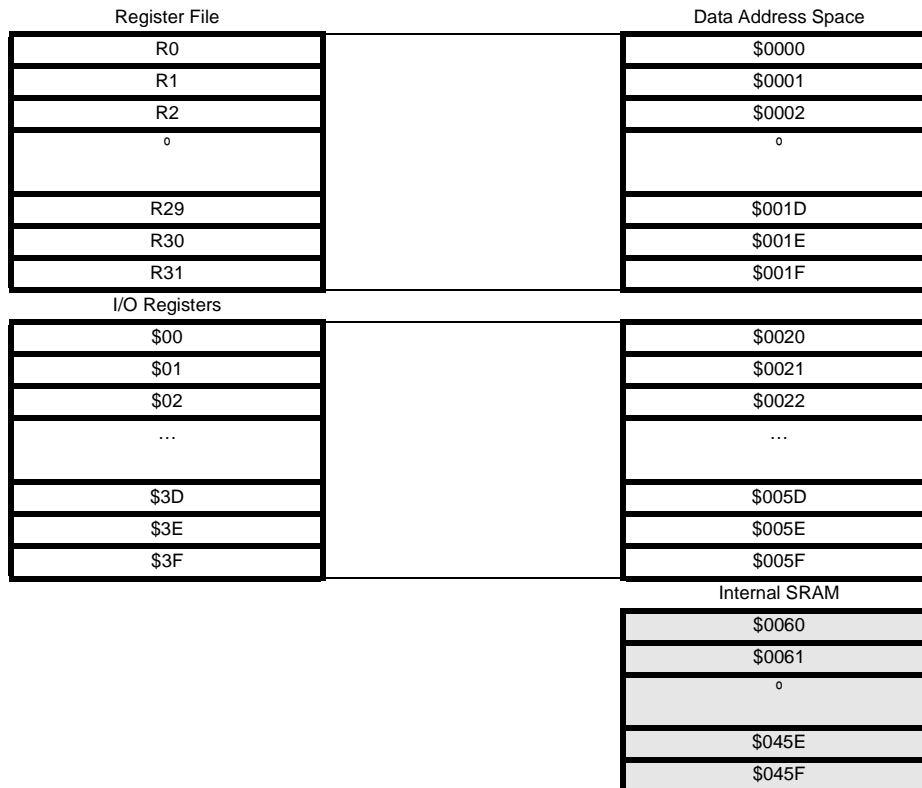 Register File Data Address Space
R0 $0000
R1 $0001
R2 $0002
o o
R29 $001D
R30 $001E
R31 $001F
I/O Registers
$00 $0020
$01 $0021
$02 $0022
... ...
$3D $005D
$3E $005E
$3F $005F
Internal SRAM
$0060
$0061
o
$045E
$045F